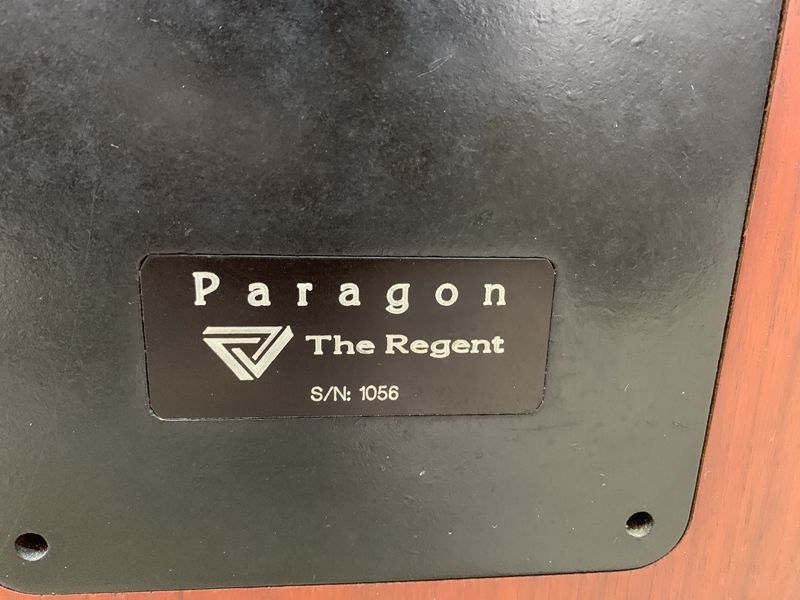 Paragon
The Regent
S/N: 1056